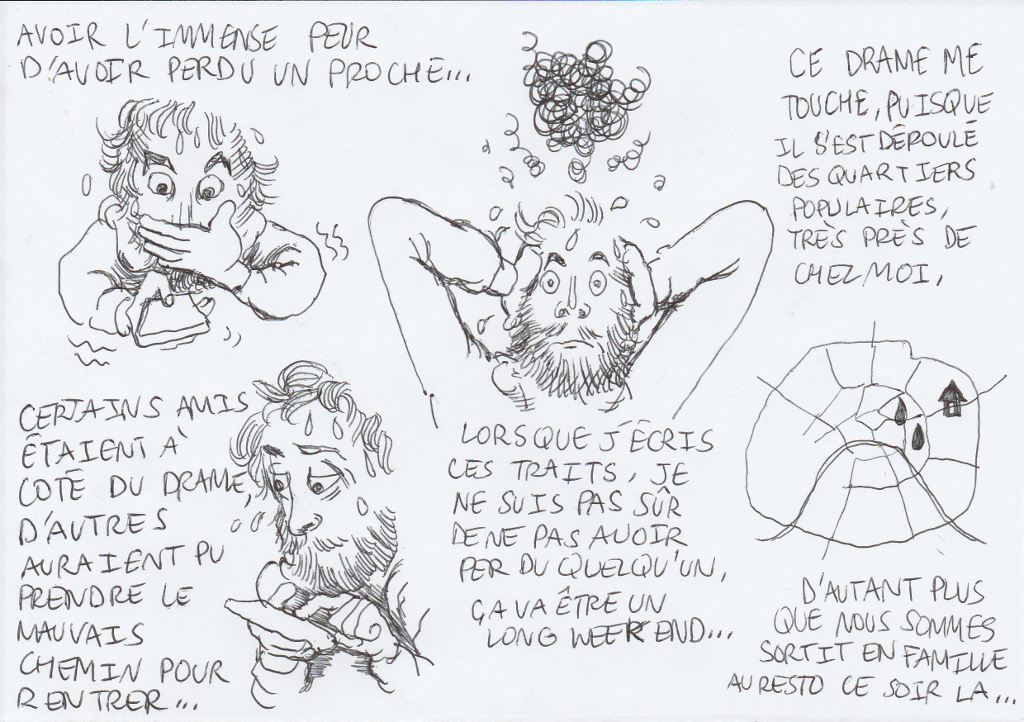 AVOIR L'IMMENSE PEUR
D'AVOIR PERDU UN PROCHE...
CERTAINS AMIS
ÊTAIENT À
COTÉ DU DRAME,
D'AUTRES
AURAIENT PU
PRENDRE LE
MAUVAIS
CHEMIN POUR
RENTRER...
LORSQUE J'ÉCRIS
CES TRAITS, JE
NE SUIS PAS SÛR
DE NE PAS AVOIR
PERDU QUELQU'UN,
ÇA VA ÊTRE UN
LONG WEEK END...
CE DRAME ME
TOUCHE, PUISQUE
IL S'EST DÉROULÉ
DES QUARTIERS
POPULAIRES,
TRÈS PRÈS DE
CHEZ MOI,
D'AUTANT PLUS
QUE NOUS SOMMES
SORTIT EN FAMILLE
AU RESTO CE SOIR LA...